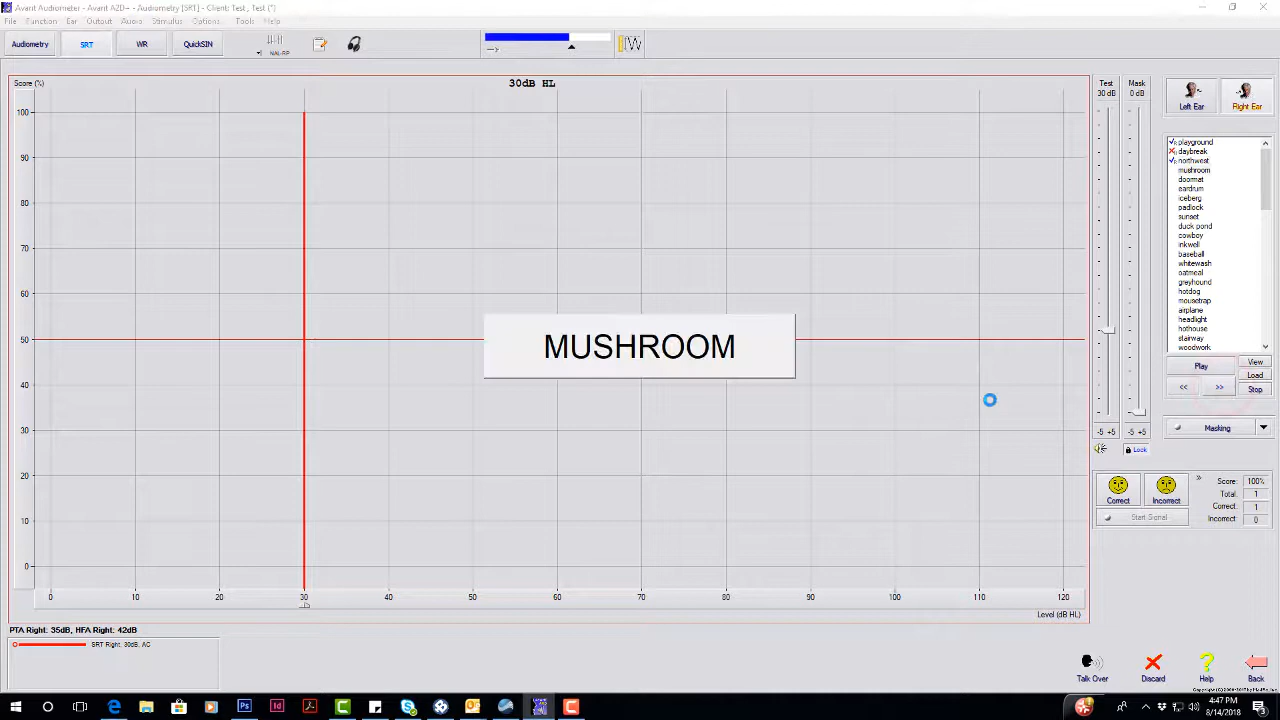 Avant Audiometer - Avant A2D+ - Audiometry [SRT] - Client: Test , Test (*)
File Function Ear Output Audio Stimulus Options Tools Help
Audiometry SRT WR QuickSIN NAL-RP
Score (%) 30dB HL
100
90
80
70
60
50
40
30
20
10
0
MUSHROOM
0 10 20 30 40 50 60 70 80 90 100 110 120
Level (dB HL)
PTA Right: 35dB, HFA Right: 42dB
SRT Right: 30dB, AC
Test Mask
30 dB 0 dB
-5 +5 -5 +5
Lock
Left Ear Right Ear
playground
daybreak
northwest
mushroom
doormat
eardrum
iceberg
padlock
sunset
duck pond
cowboy
inkwell
baseball
whitewash
oatmeal
greyhound
hotdog
mousetrap
airplane
headlight
hothouse
stairway
woodwork
Play View
Load
<< >> Stop
Masking
Correct Incorrect
Start Signal
Score: 100%
Total: 1
Correct: 1
Incorrect: 0
Talk Over Discard Help Back
4:47 PM
8/14/2018